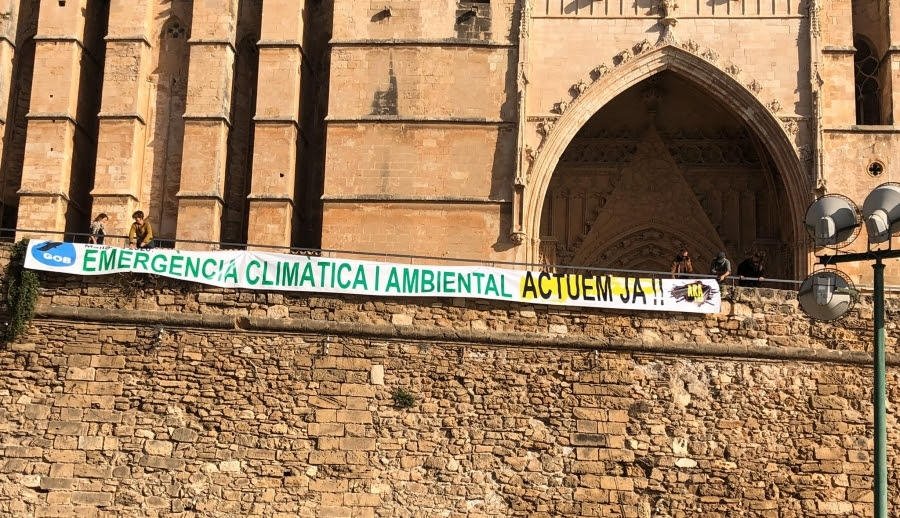 GOB EMERGÈNCIA CLIMÀTICA I AMBIENTAL ACTUEM JA !!